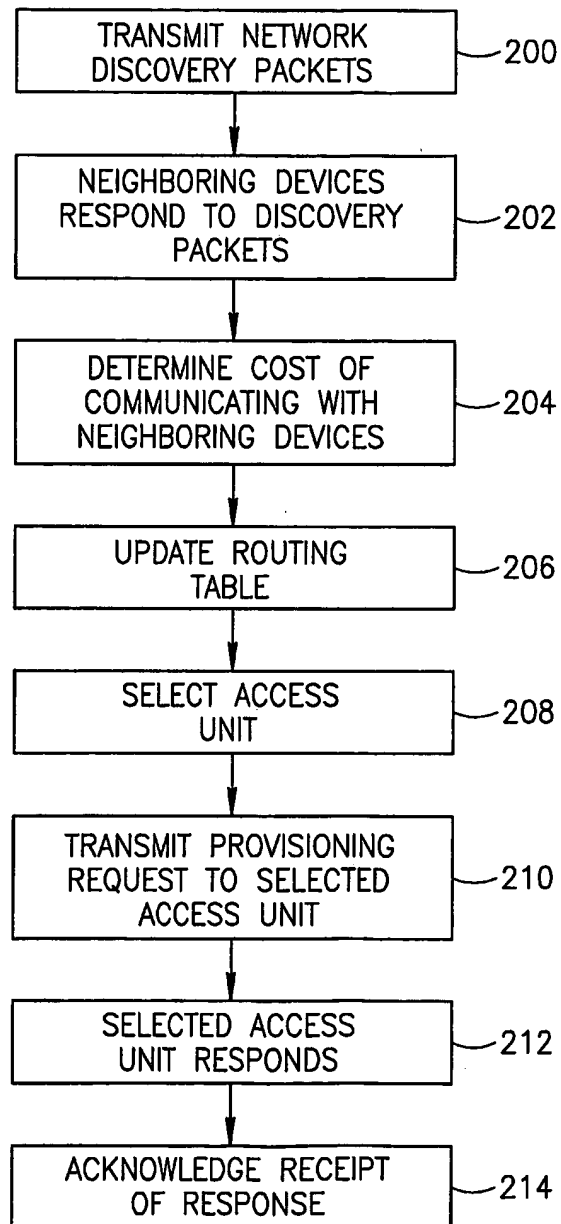 TRANSMIT NETWORK
DISCOVERY PACKETS
200
NEIGHBORING DEVICES
RESPOND TO DISCOVERY
PACKETS
202
DETERMINE COST OF
COMMUNICATING WITH
NEIGHBORING DEVICES
204
UPDATE ROUTING
TABLE
206
SELECT ACCESS
UNIT
208
TRANSMIT PROVISIONING
REQUEST TO SELECTED
ACCESS UNIT
210
SELECTED ACCESS
UNIT RESPONDS
212
ACKNOWLEDGE RECEIPT
OF RESPONSE
214